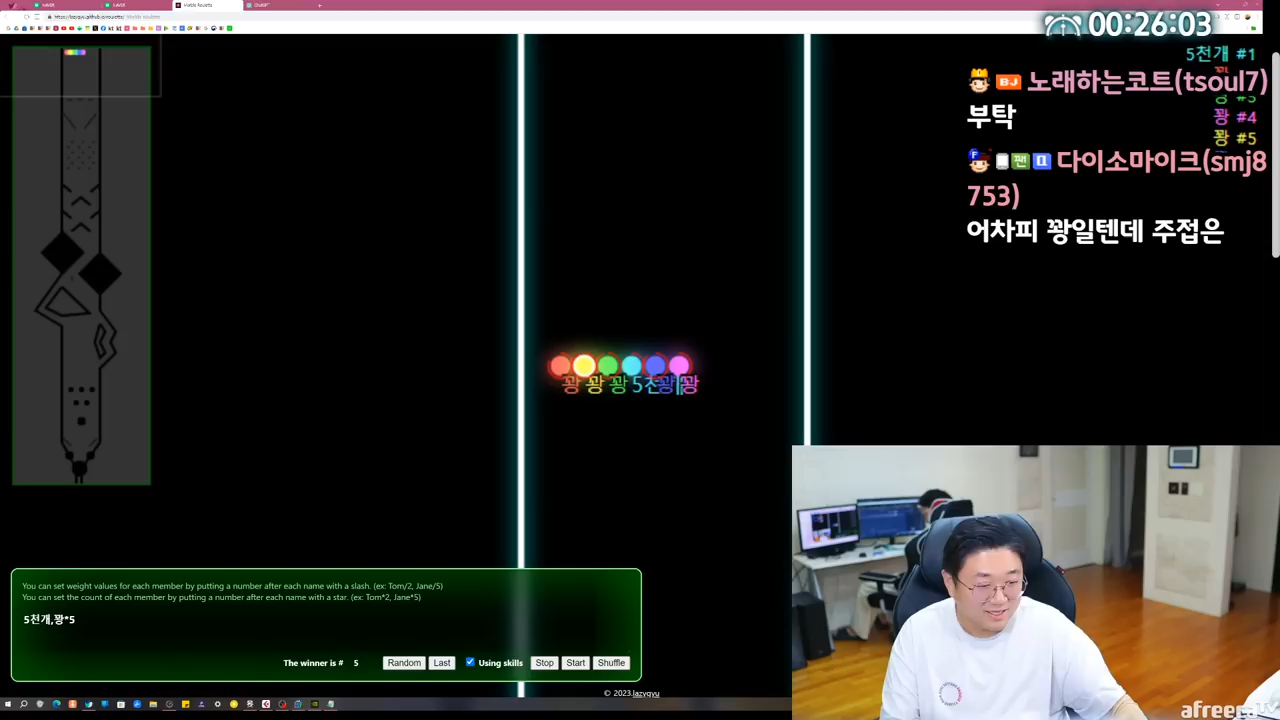 Marble Roulette
ChatGPT
00:26:03
5천개 #1
꽝 #4
꽝 #5
BJ 노래하는코트(tsoul7)
부탁
F 팬 다이소마이크(smj8
753)
어차피 꽝일텐데 주접은
꽝 꽝 꽝 5천개 꽝 꽝
You can set weight values for each member by putting a number after each name with a slash. (ex: Tom/2, Jane/5)
You can set the count of each member by putting a number after each name with a star. (ex: Tom*2, Jane*5)
5천개,꽝*5
The winner is # 5 Random Last Using skills Stop Start Shuffle
© 2023.lazygyu
afreecaTV